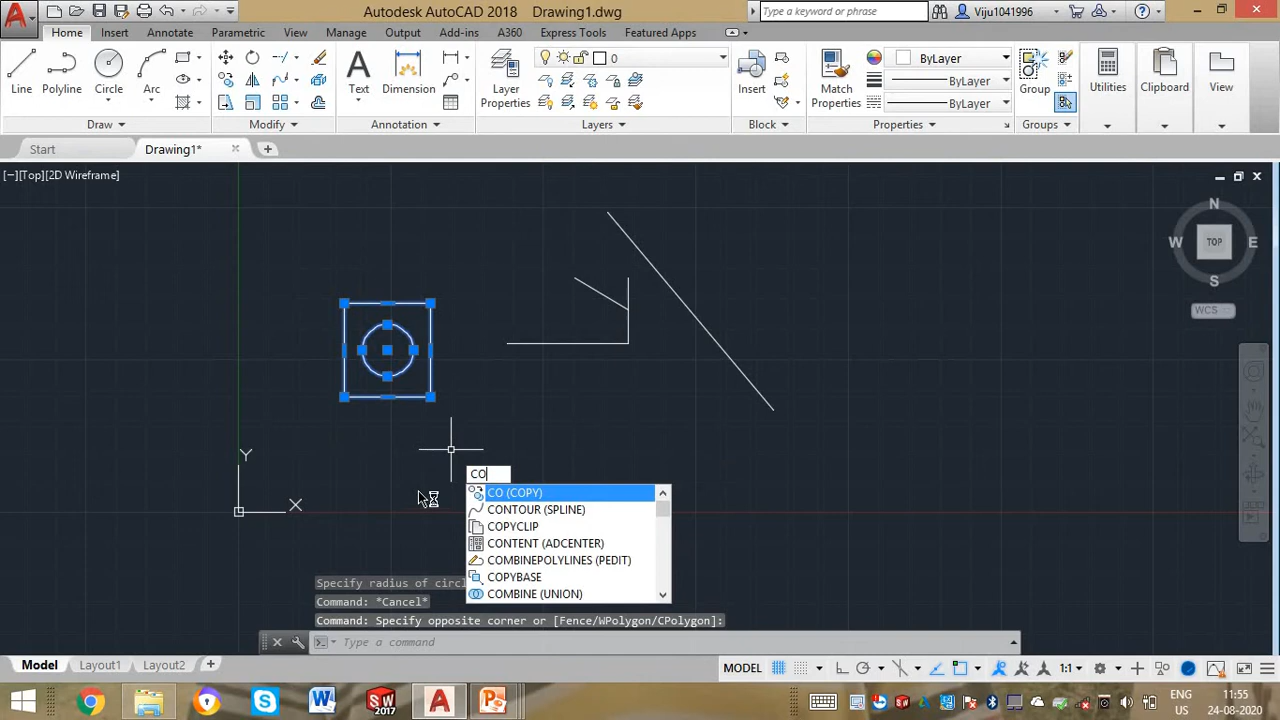 Autodesk AutoCAD 2018 Drawing1.dwg
Type a keyword or phrase
Viju1041996
Home Insert Annotate Parametric View Manage Output Add-ins A360 Express Tools Featured Apps
Line
Polyline
Circle
Arc
Text
Dimension
Layer
Properties
0
Insert
Match
Properties
ByLayer
ByLayer
ByLayer
Group
Utilities
Clipboard
View
Draw
Modify
Annotation
Layers
Block
Properties
Groups
Start
Drawing1*
[−][Top][2D Wireframe]
N
W
TOP
E
S
WCS
Y
X
CO
CO (COPY)
CONTOUR (SPLINE)
COPYCLIP
CONTENT (ADCENTER)
COMBINEPOLYLINES (PEDIT)
COPYBASE
COMBINE (UNION)
Specify radius of circ
Command: *Cancel*
Command: Specify opposite corner or [Fence/WPolygon/CPolygon]:
Type a command
Model
Layout1
Layout2
MODEL
1:1
2017
ENG
US
11:55
24-08-2020